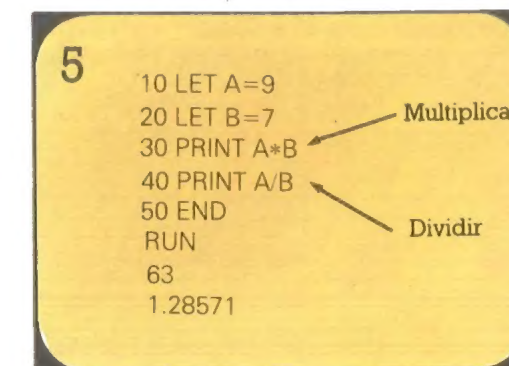 5
10 LET A=9
20 LET B=7
Multiplica
30 PRINT A*B
40 PRINT A/B
50 END
Dividir
RUN
63
1.28571